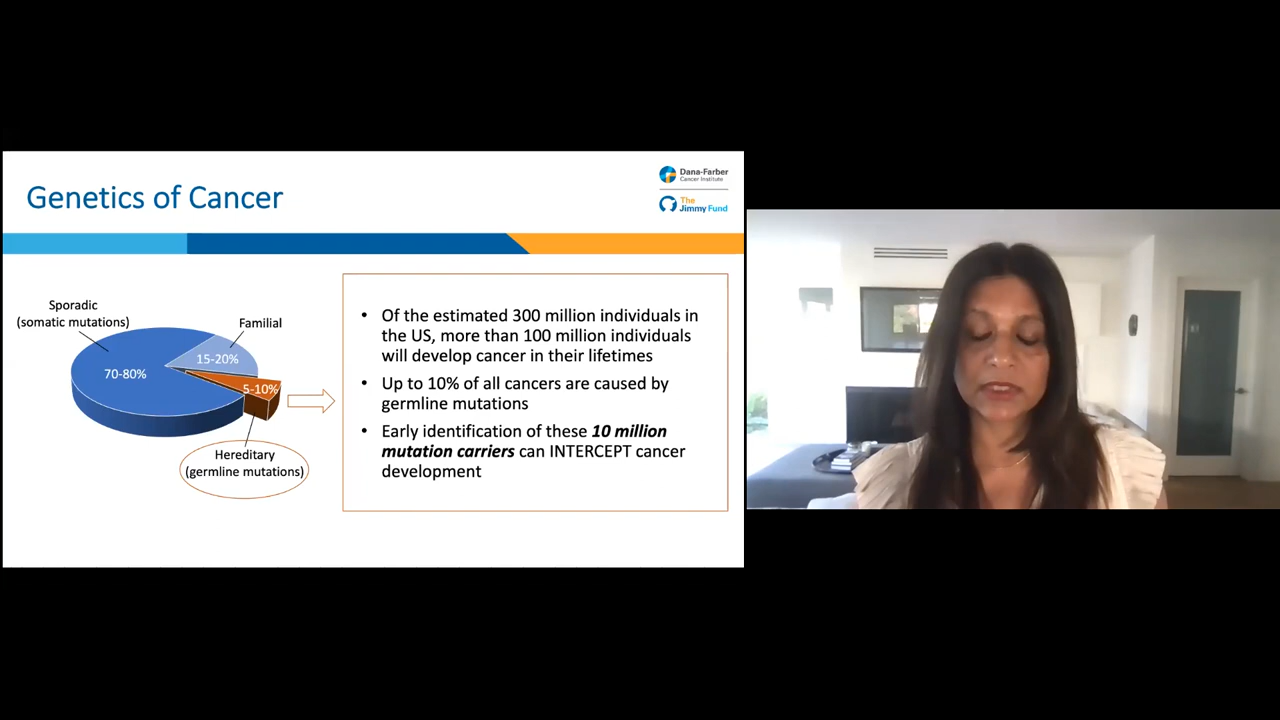 Genetics of Cancer
Dana-Farber
Cancer Institute
The
Jimmy Fund
Sporadic
(somatic mutations)
Familial
15-20%
70-80%
5-10%
Hereditary
(germline mutations)
• Of the estimated 300 million individuals in
the US, more than 100 million individuals
will develop cancer in their lifetimes
• Up to 10% of all cancers are caused by
germline mutations
• Early identification of these 10 million
mutation carriers can INTERCEPT cancer
development